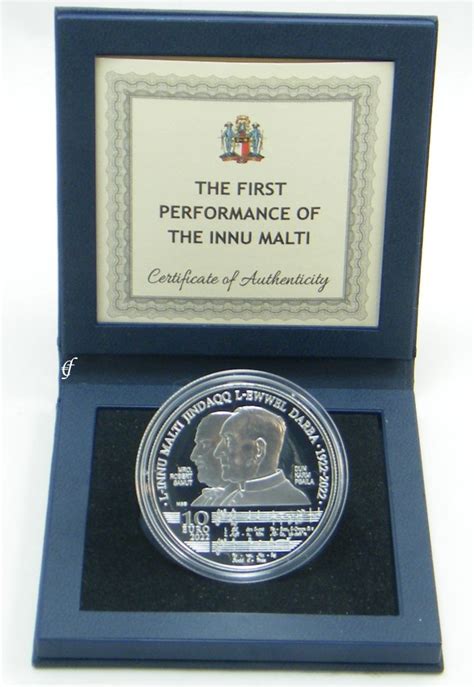 THE FIRST
PERFORMANCE OF
THE INNU MALTI
Certificate of Authenticity
L-INNU MALTI JINDAQQ L-EWWEL DARBA · 1922-2022 ·
MRO.
ROBERT
SAMUT
DUN
KARM
PSAILA
10
EURO
2022